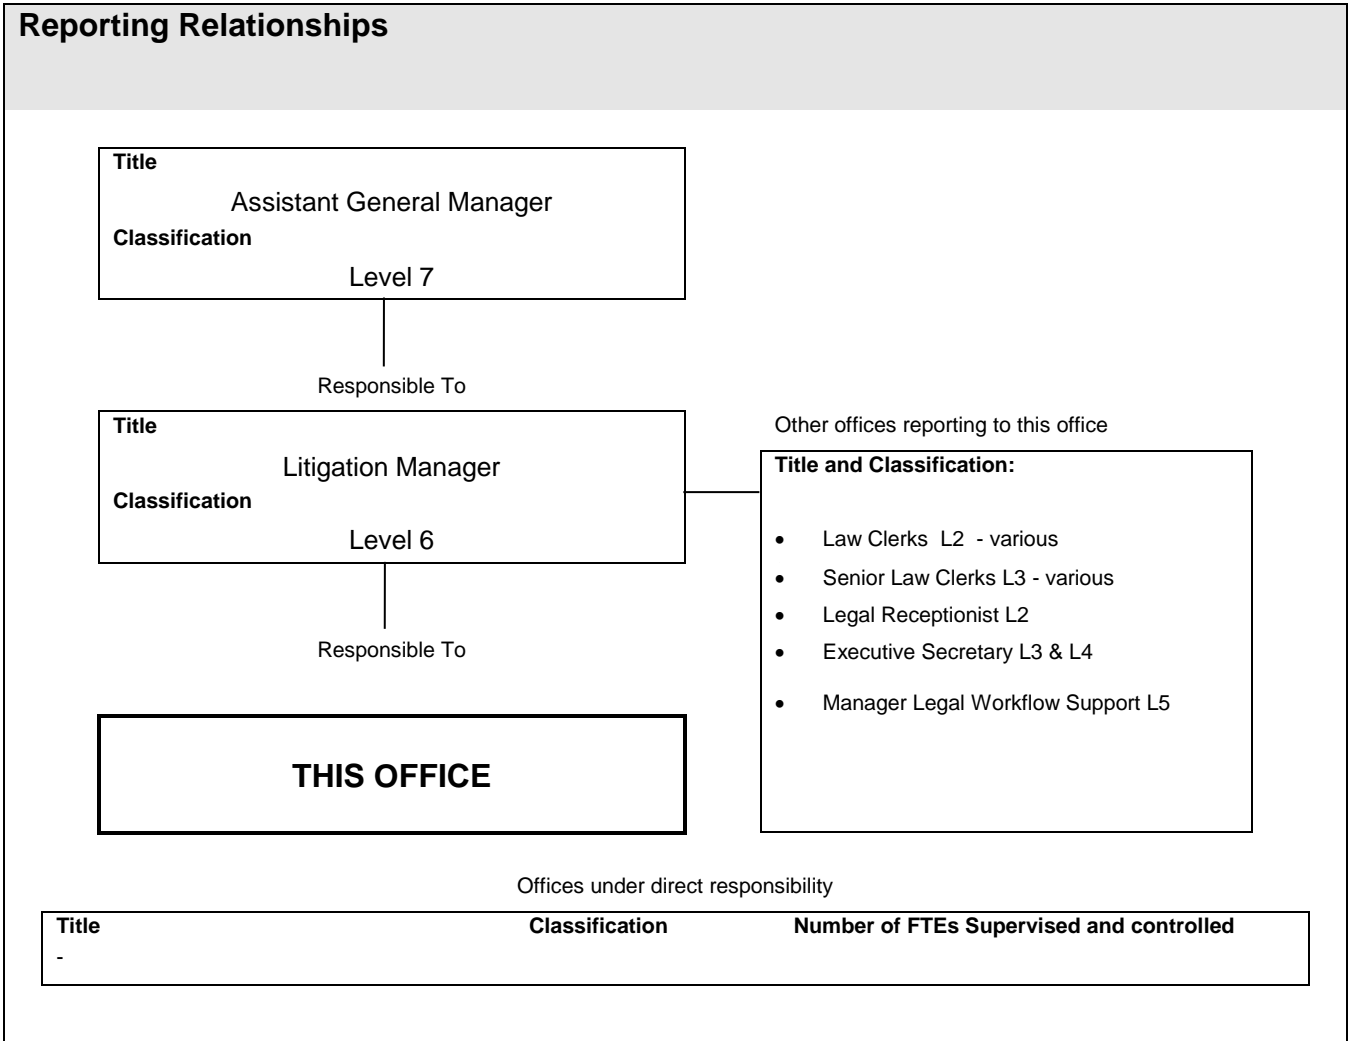 Reporting Relationships
Title
Assistant General Manager
Classification
Level 7
Responsible To
Title
Litigation Manager
Classification
Level 6
Responsible To
THIS OFFICE
Other offices reporting to this office
Title and Classification:
• Law Clerks L2 - various
• Senior Law Clerks L3 - various
• Legal Receptionist L2
• Executive Secretary L3 & L4
• Manager Legal Workflow Support L5
Offices under direct responsibility
Title Classification Number of FTEs Supervised and controlled
-